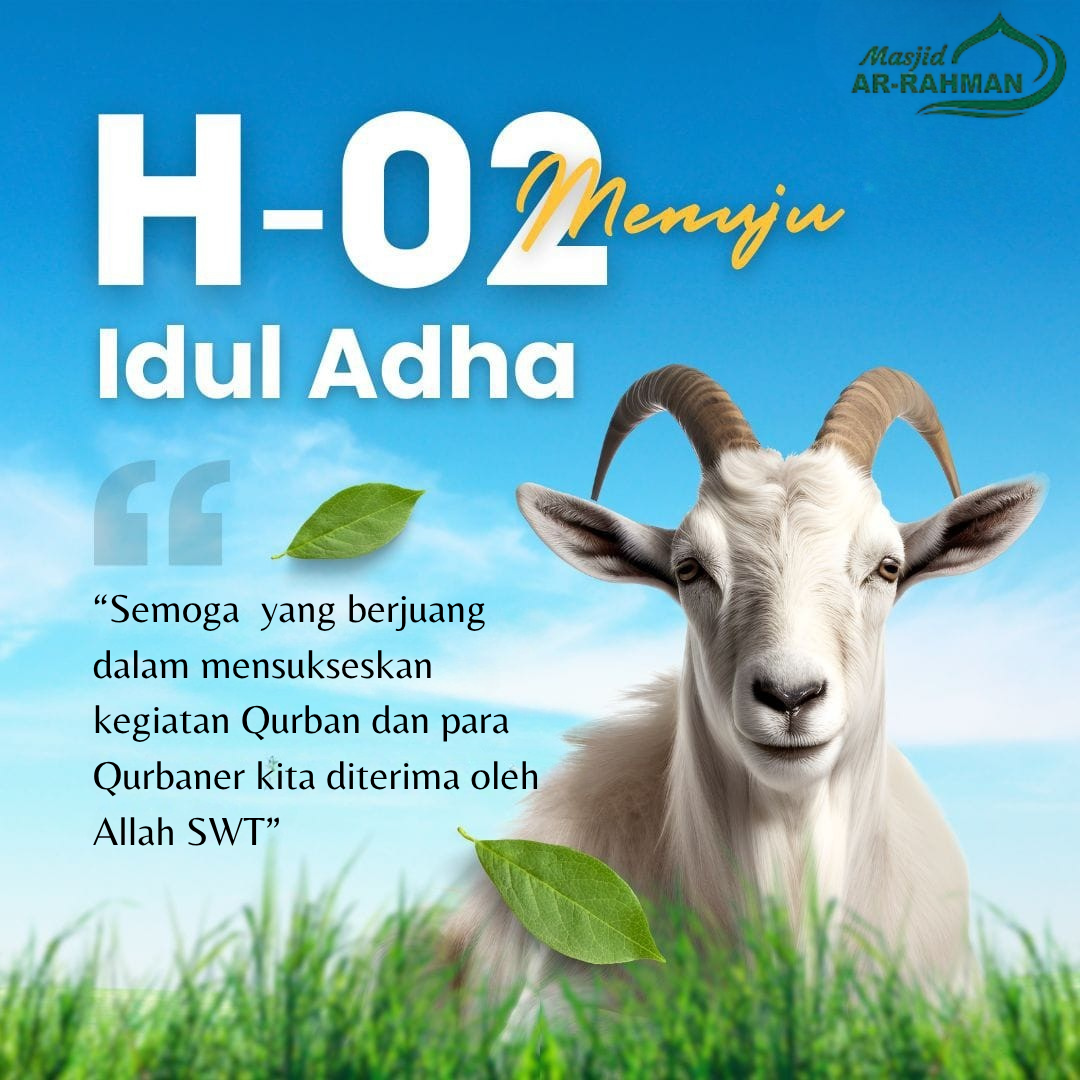 Masjid
AR-RAHMAN
H-02
Menuju
Idul Adha
“
“Semoga yang berjuang
dalam mensukseskan
kegiatan Qurban dan para
Qurbaner kita diterima oleh
Allah SWT”